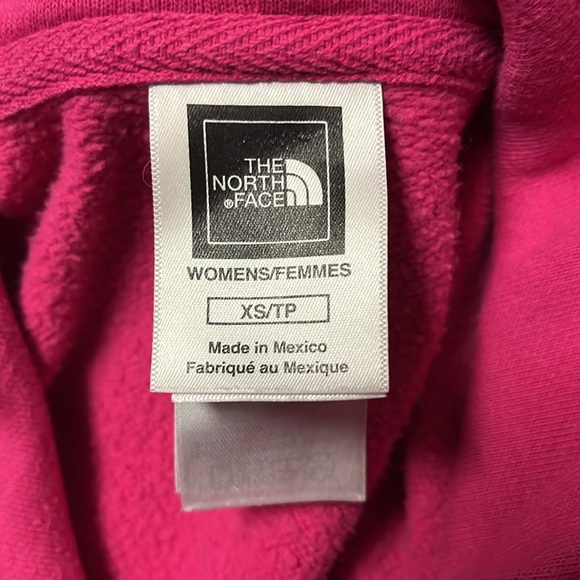 THE
NORTH
®FACE
WOMENS/FEMMES
XS/TP
Made in Mexico
Fabriqué au Mexique